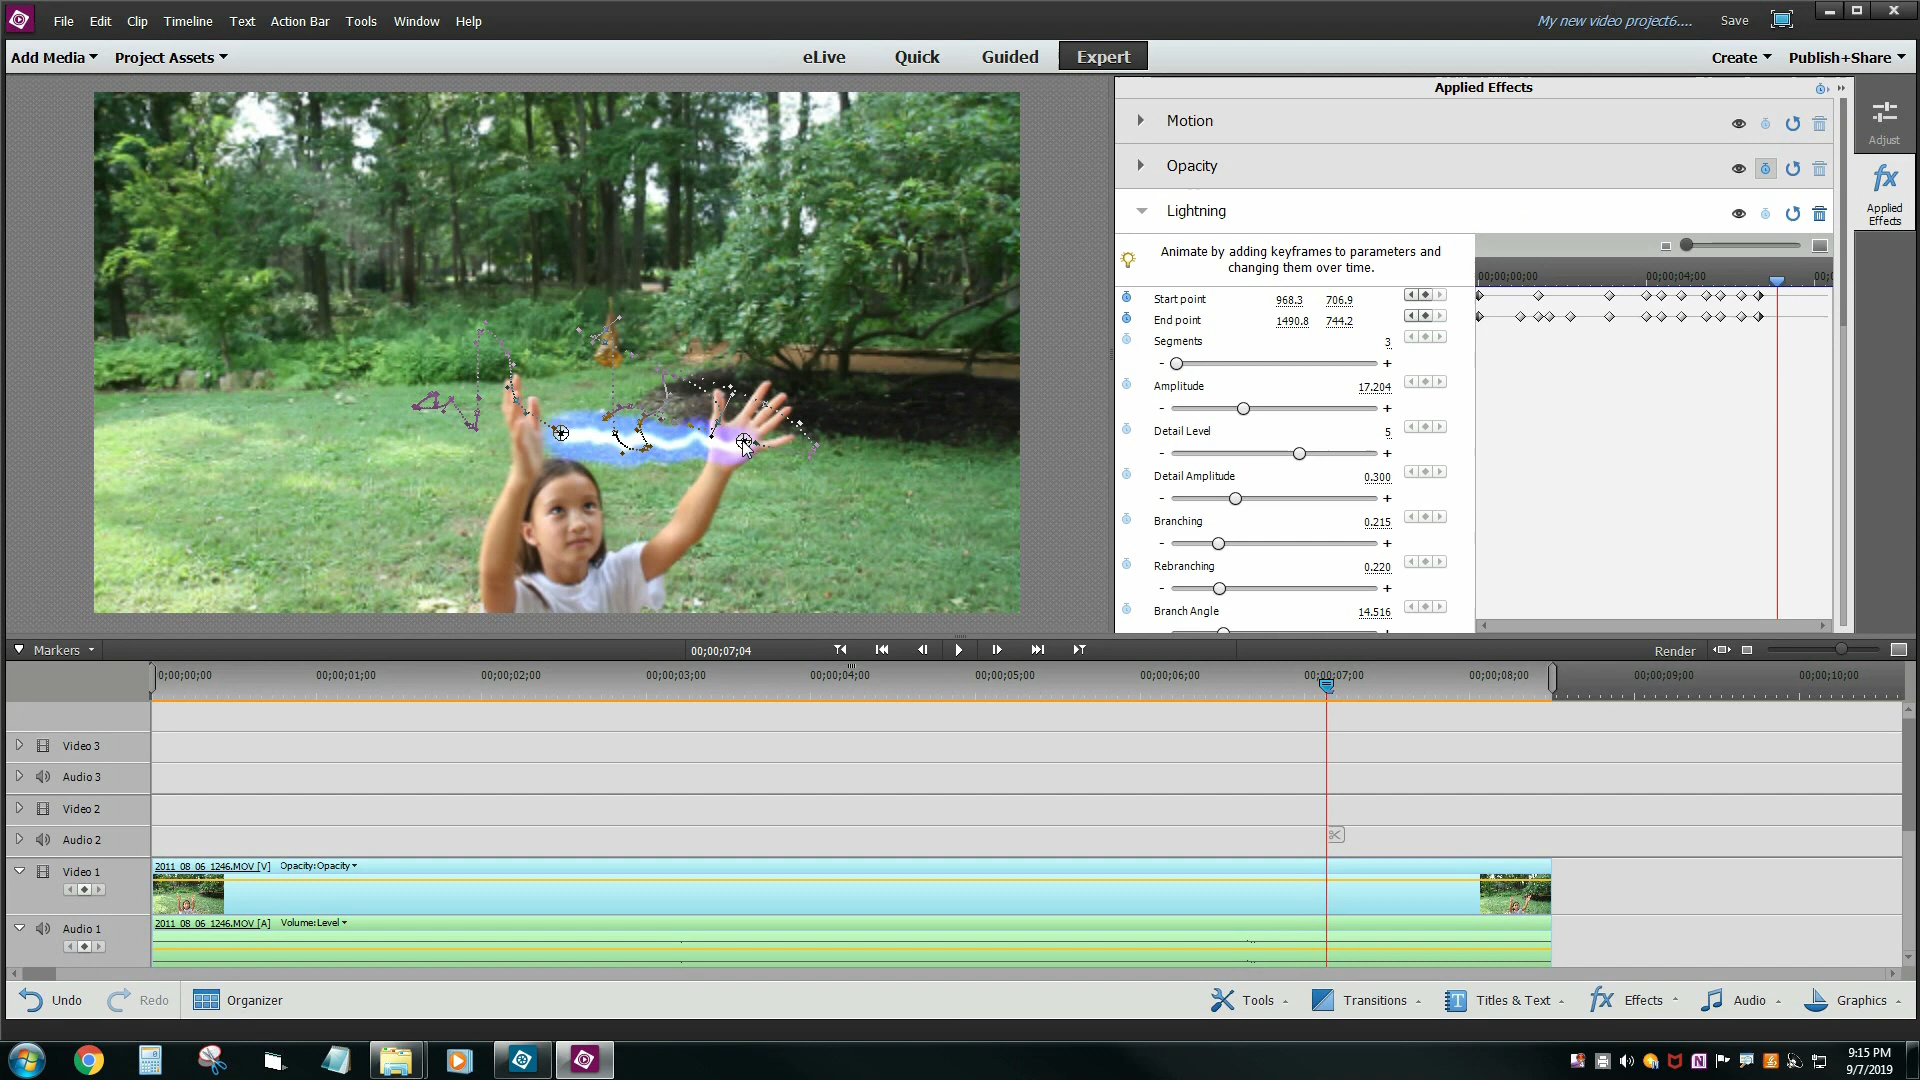 File Edit Clip Timeline Text Action Bar Tools Window Help
My new video project6.... Save
Add Media Project Assets eLive Quick Guided Expert Create Publish+Share
Applied Effects
Motion
Adjust
Opacity
Applied Effects
Lightning
Animate by adding keyframes to parameters and
changing them over time.
00;00;00;00 00;00;04;00
Start point 968.3 706.9
End point 1490.8 744.2
Segments 3
- +
Amplitude 17.204
- +
Detail Level 5
- +
Detail Amplitude 0.300
- +
Branching 0.215
- +
Rebranching 0.220
- +
Branch Angle 14.516
Markers 00;00;07;04 Render
00;00;00;00 00;00;01;00 00;00;02;00 00;00;03;00 00;00;04;00 00;00;05;00 00;00;06;00 00;00;07;00 00;00;08;00 00;00;09;00 00;00;10;00
Video 3
Audio 3
Video 2
Audio 2
Video 1 2011_08_06_1246.MOV [V] Opacity:Opacity
Audio 1 2011_08_06_1246.MOV [A] Volume:Level
Undo Redo Organizer Tools Transitions Titles & Text fx Effects Audio Graphics
9:15 PM
9/7/2019